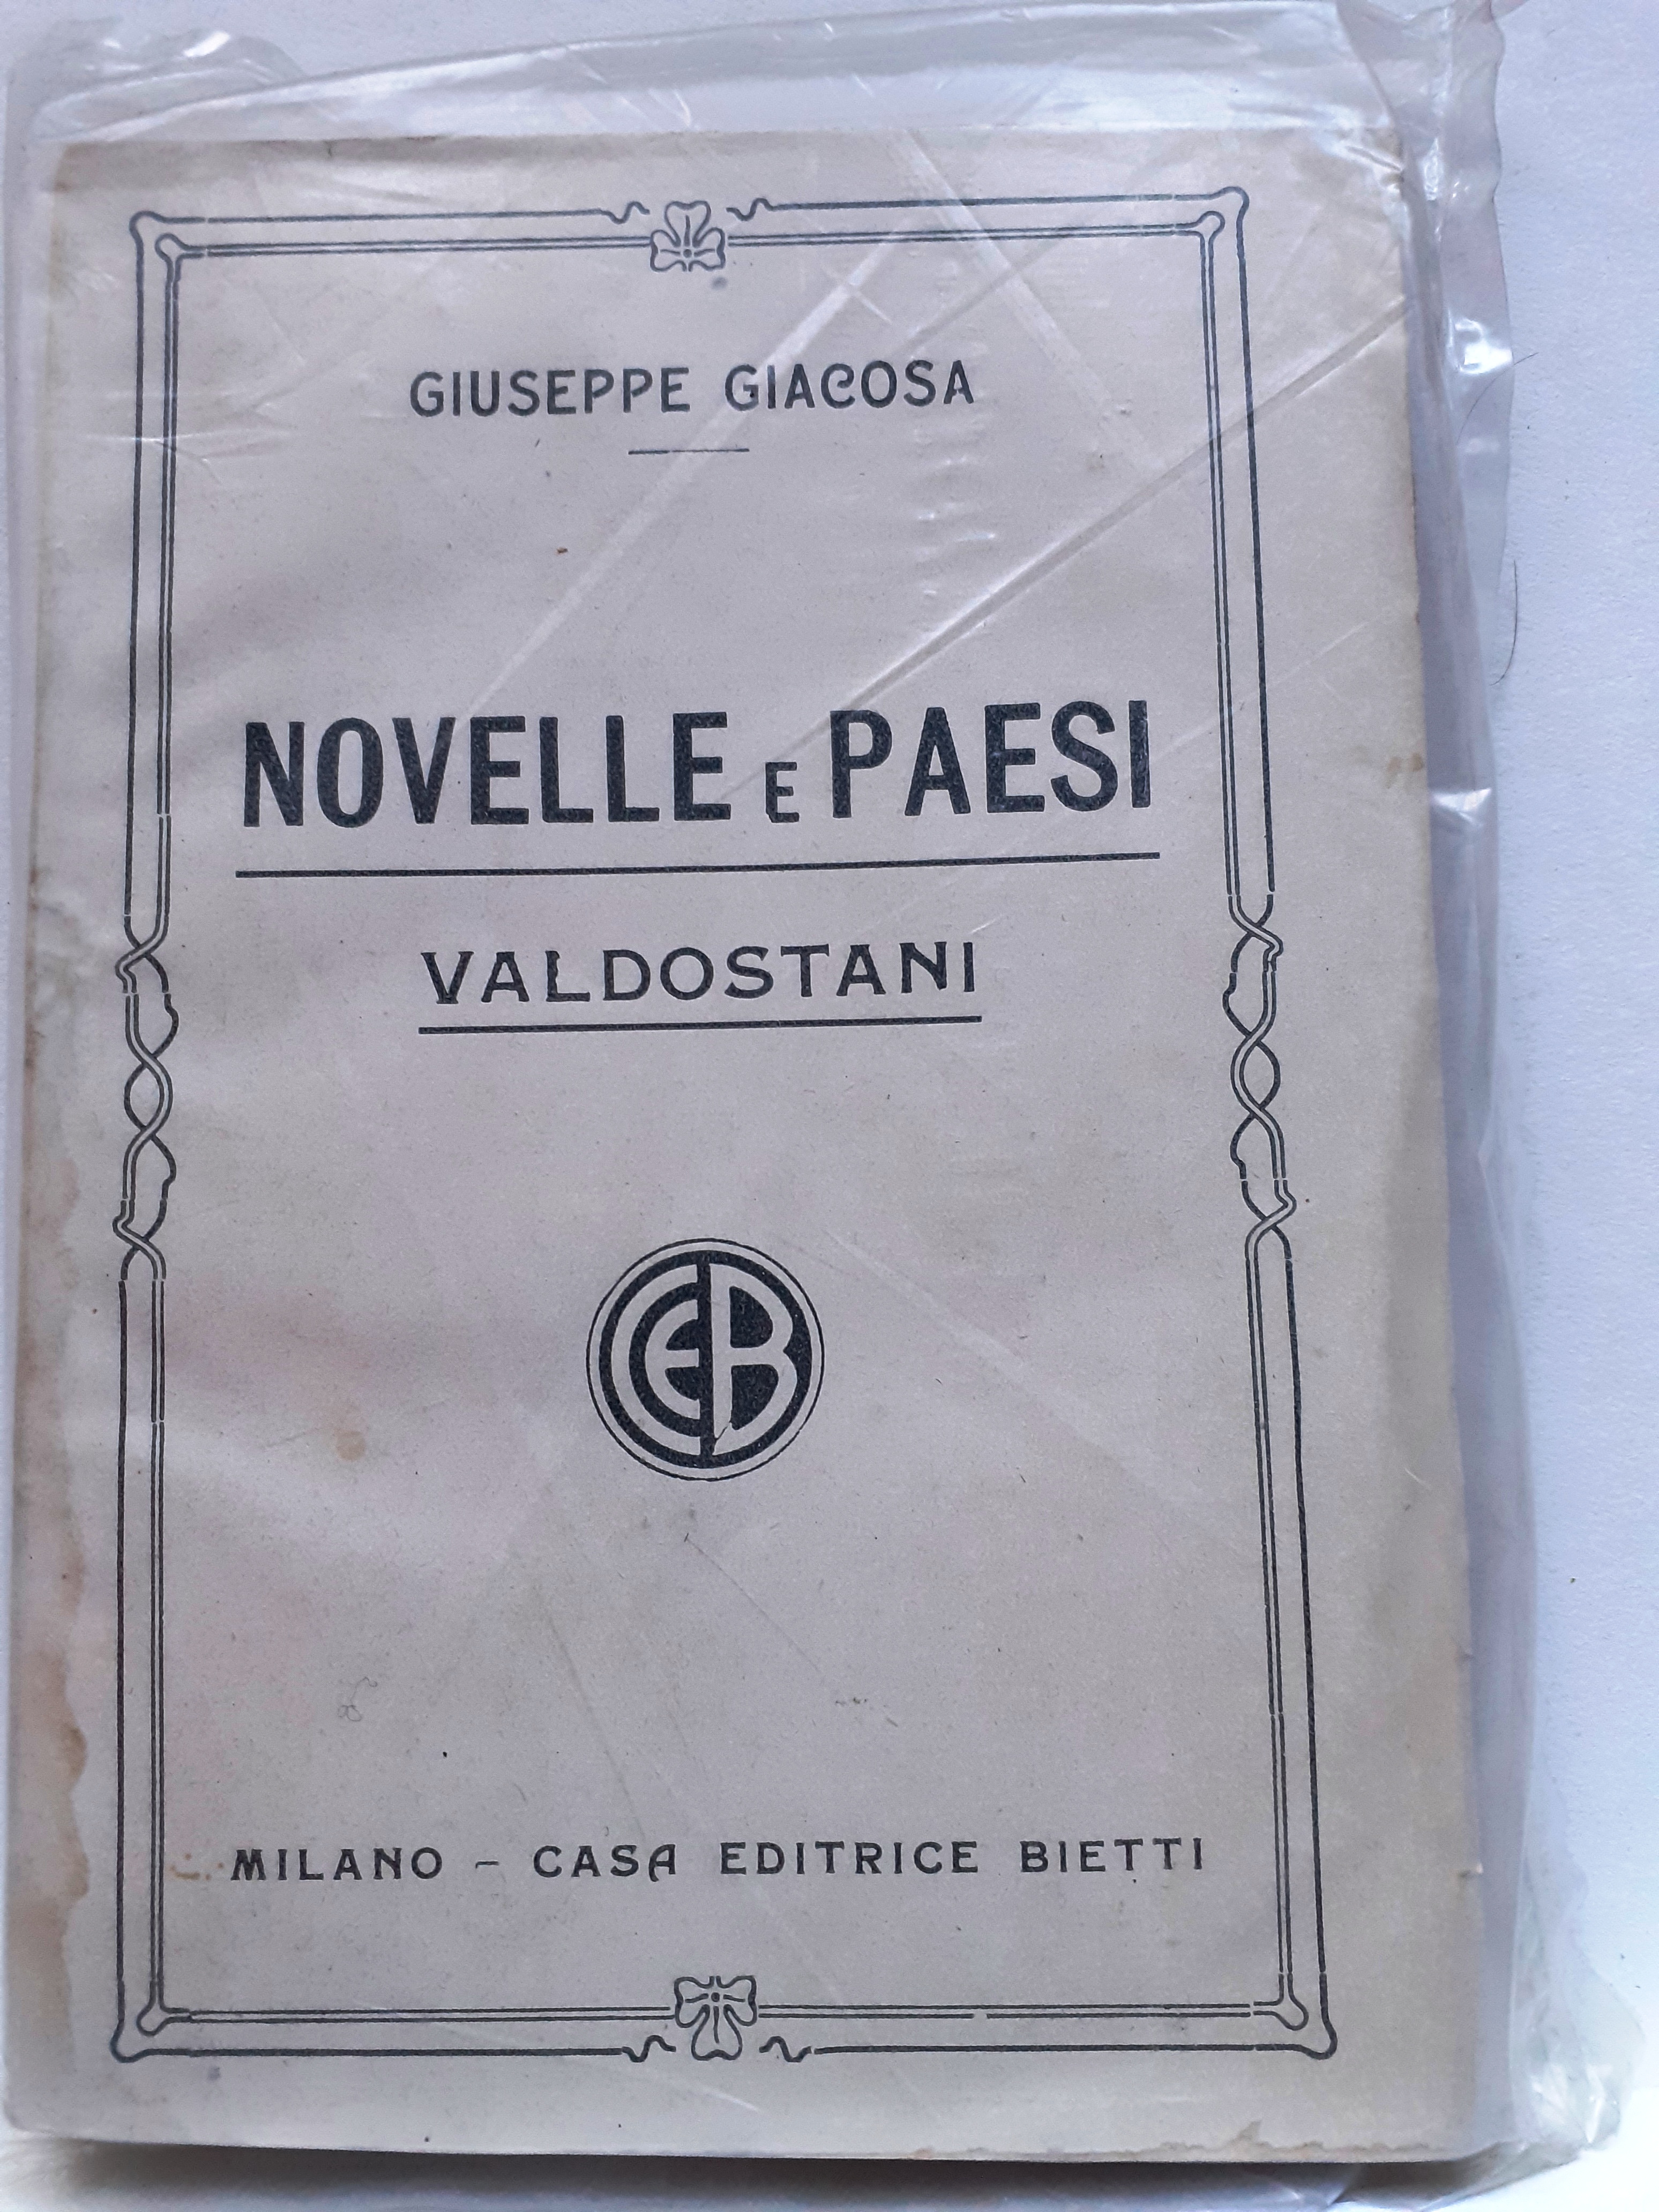 GIUSEPPE GIACOSA
NOVELLE E PAESI
VALDOSTANI
CEB
MILANO - CASA EDITRICE BIETTI